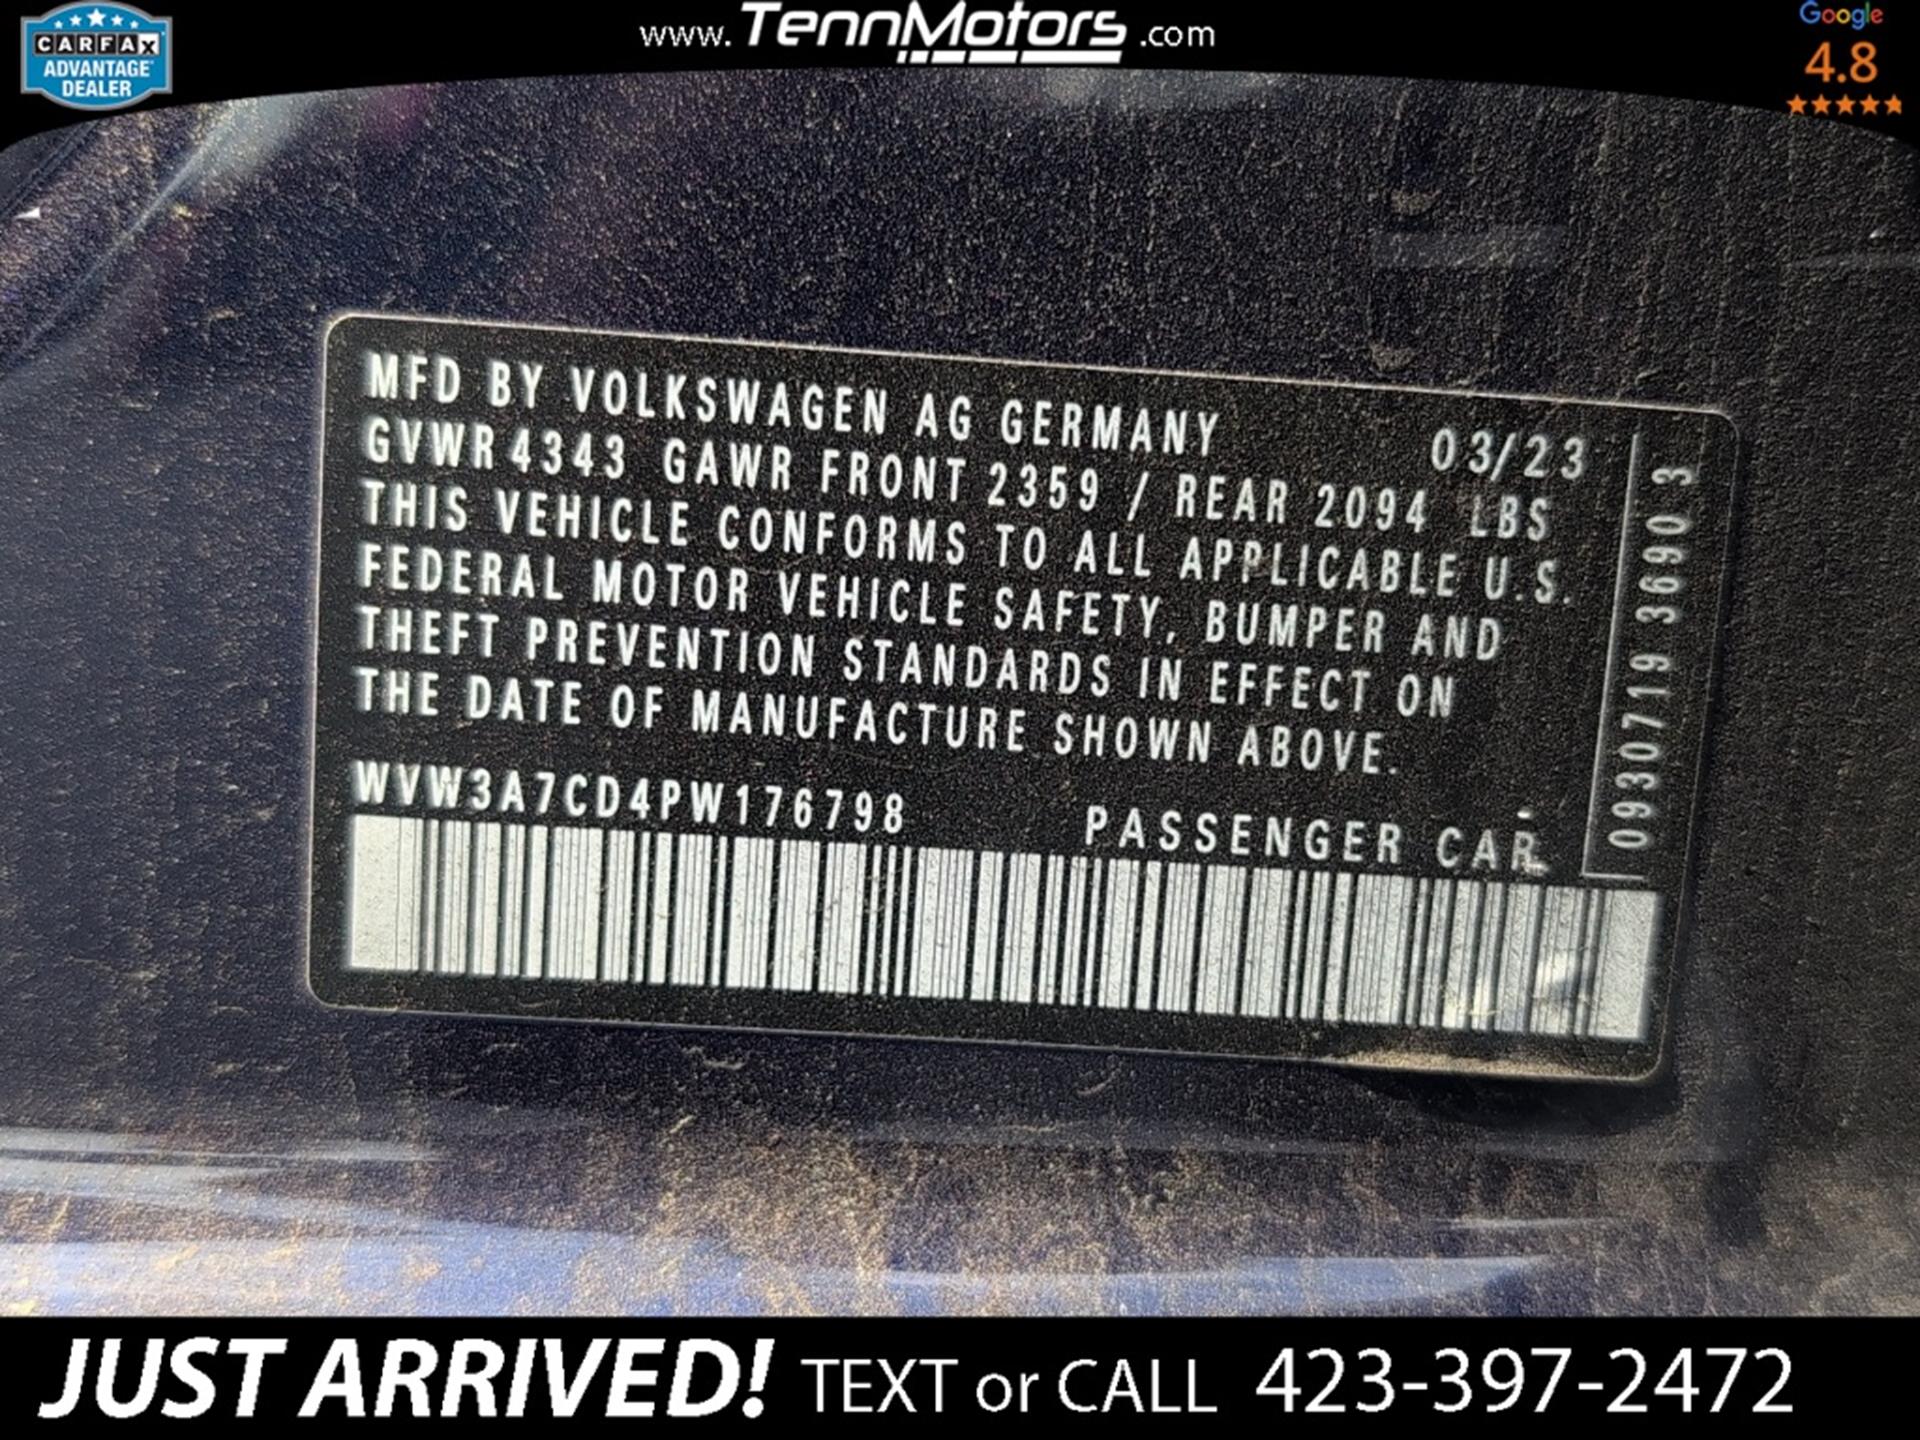 CARFAX
ADVANTAGE
DEALER
www.TennMotors.com
Google
4.8
MFD BY VOLKSWAGEN AG GERMANY 03/23
GVWR 4343 GAWR FRONT 2359 / REAR 2094 LBS
THIS VEHICLE CONFORMS TO ALL APPLICABLE U.S.
FEDERAL MOTOR VEHICLE SAFETY, BUMPER AND
THEFT PREVENTION STANDARDS IN EFFECT ON
THE DATE OF MANUFACTURE SHOWN ABOVE.
WVW3A7CD4PW176798 PASSENGER CAR
0930719 3690 3
JUST ARRIVED! TEXT or CALL 423-397-2472